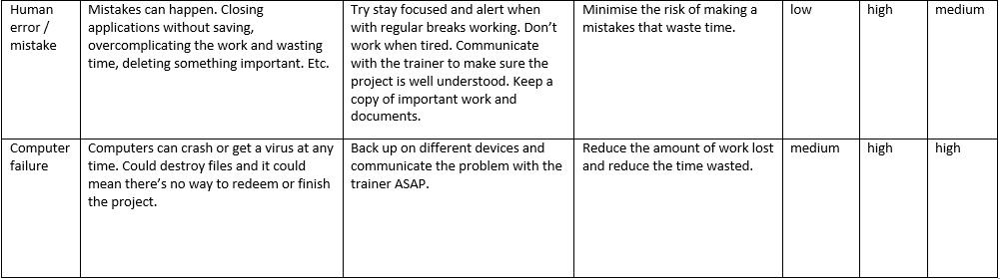 Human
error /
mistake
Mistakes can happen. Closing
applications without saving,
overcomplicating the work and wasting
time, deleting something important. Etc.
Try stay focused and alert when
with regular breaks working. Don’t
work when tired. Communicate
with the trainer to make sure the
project is well understood. Keep a
copy of important work and
documents.
Minimise the risk of making a
mistakes that waste time.
low
high
medium
Computer
failure
Computers can crash or get a virus at any
time. Could destroy files and it could
mean there’s no way to redeem or finish
the project.
Back up on different devices and
communicate the problem with the
trainer ASAP.
Reduce the amount of work lost
and reduce the time wasted.
medium
high
high